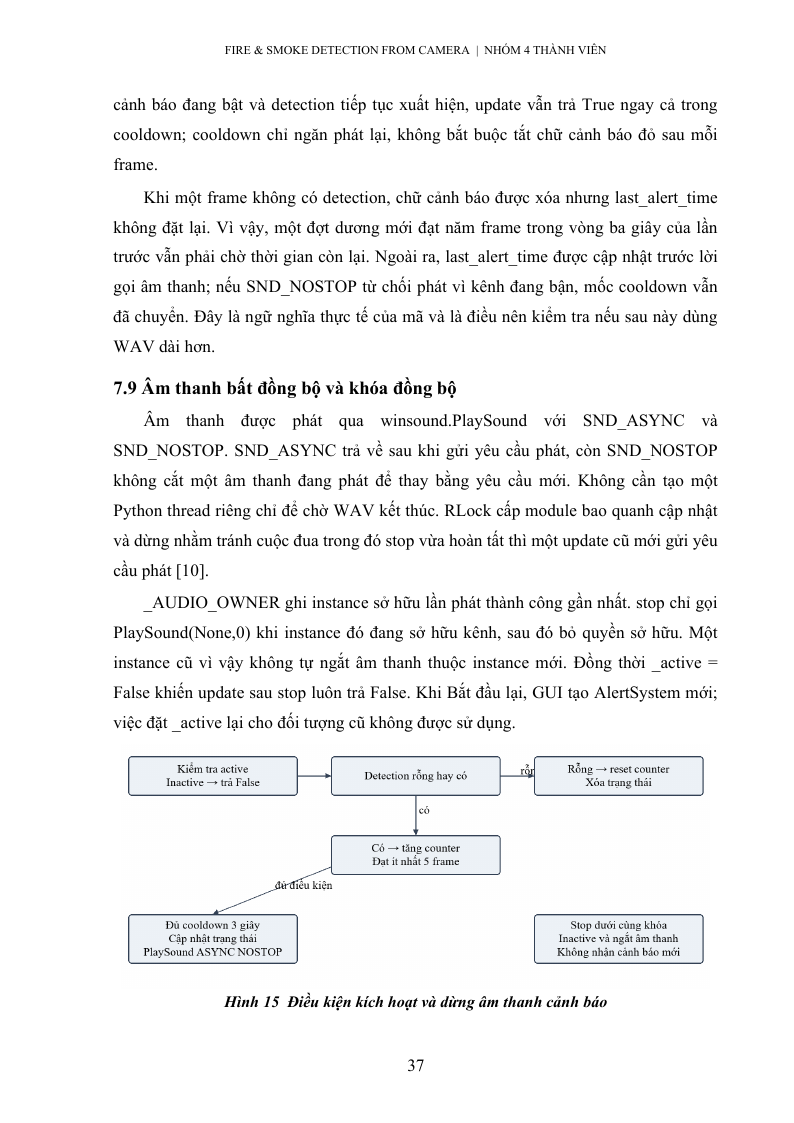 FIRE & SMOKE DETECTION FROM CAMERA | NHÓM 4 THÀNH VIÊN
cảnh báo đang bật và detection tiếp tục xuất hiện, update vẫn trả True ngay cả trong
cooldown; cooldown chỉ ngăn phát lại, không bắt buộc tắt chữ cảnh báo đỏ sau mỗi
frame.
Khi một frame không có detection, chữ cảnh báo được xóa nhưng last_alert_time
không đặt lại. Vì vậy, một đợt dương mới đạt năm frame trong vòng ba giây của lần
trước vẫn phải chờ thời gian còn lại. Ngoài ra, last_alert_time được cập nhật trước lời
gọi âm thanh; nếu SND_NOSTOP từ chối phát vì kênh đang bận, mốc cooldown vẫn
đã chuyển. Đây là ngữ nghĩa thực tế của mã và là điều nên kiểm tra nếu sau này dùng
WAV dài hơn.
7.9 Âm thanh bất đồng bộ và khóa đồng bộ
Âm thanh được phát qua winsound.PlaySound với SND_ASYNC và
SND_NOSTOP. SND_ASYNC trả về sau khi gửi yêu cầu phát, còn SND_NOSTOP
không cắt một âm thanh đang phát để thay bằng yêu cầu mới. Không cần tạo một
Python thread riêng chỉ để chờ WAV kết thúc. RLock cấp module bao quanh cập nhật
và dừng nhằm tránh cuộc đua trong đó stop vừa hoàn tất thì một update cũ mới gửi yêu
cầu phát [10].
_AUDIO_OWNER ghi instance sở hữu lần phát thành công gần nhất. stop chỉ gọi
PlaySound(None,0) khi instance đó đang sở hữu kênh, sau đó bỏ quyền sở hữu. Một
instance cũ vì vậy không tự ngắt âm thanh thuộc instance mới. Đồng thời _active =
False khiến update sau stop luôn trả False. Khi Bắt đầu lại, GUI tạo AlertSystem mới;
việc đặt _active lại cho đối tượng cũ không được sử dụng.
Kiểm tra active
Inactive → trả False
Detection rỗng hay có
Rỗng → reset counter
Xóa trạng thái
có
Có → tăng counter
Đạt ít nhất 5 frame
đủ điều kiện
Đủ cooldown 3 giây
Cập nhật trạng thái
PlaySound ASYNC NOSTOP
Stop dưới cùng khóa
Inactive và ngắt âm thanh
Không nhận cảnh báo mới
Hình 15 Điều kiện kích hoạt và dừng âm thanh cảnh báo
37